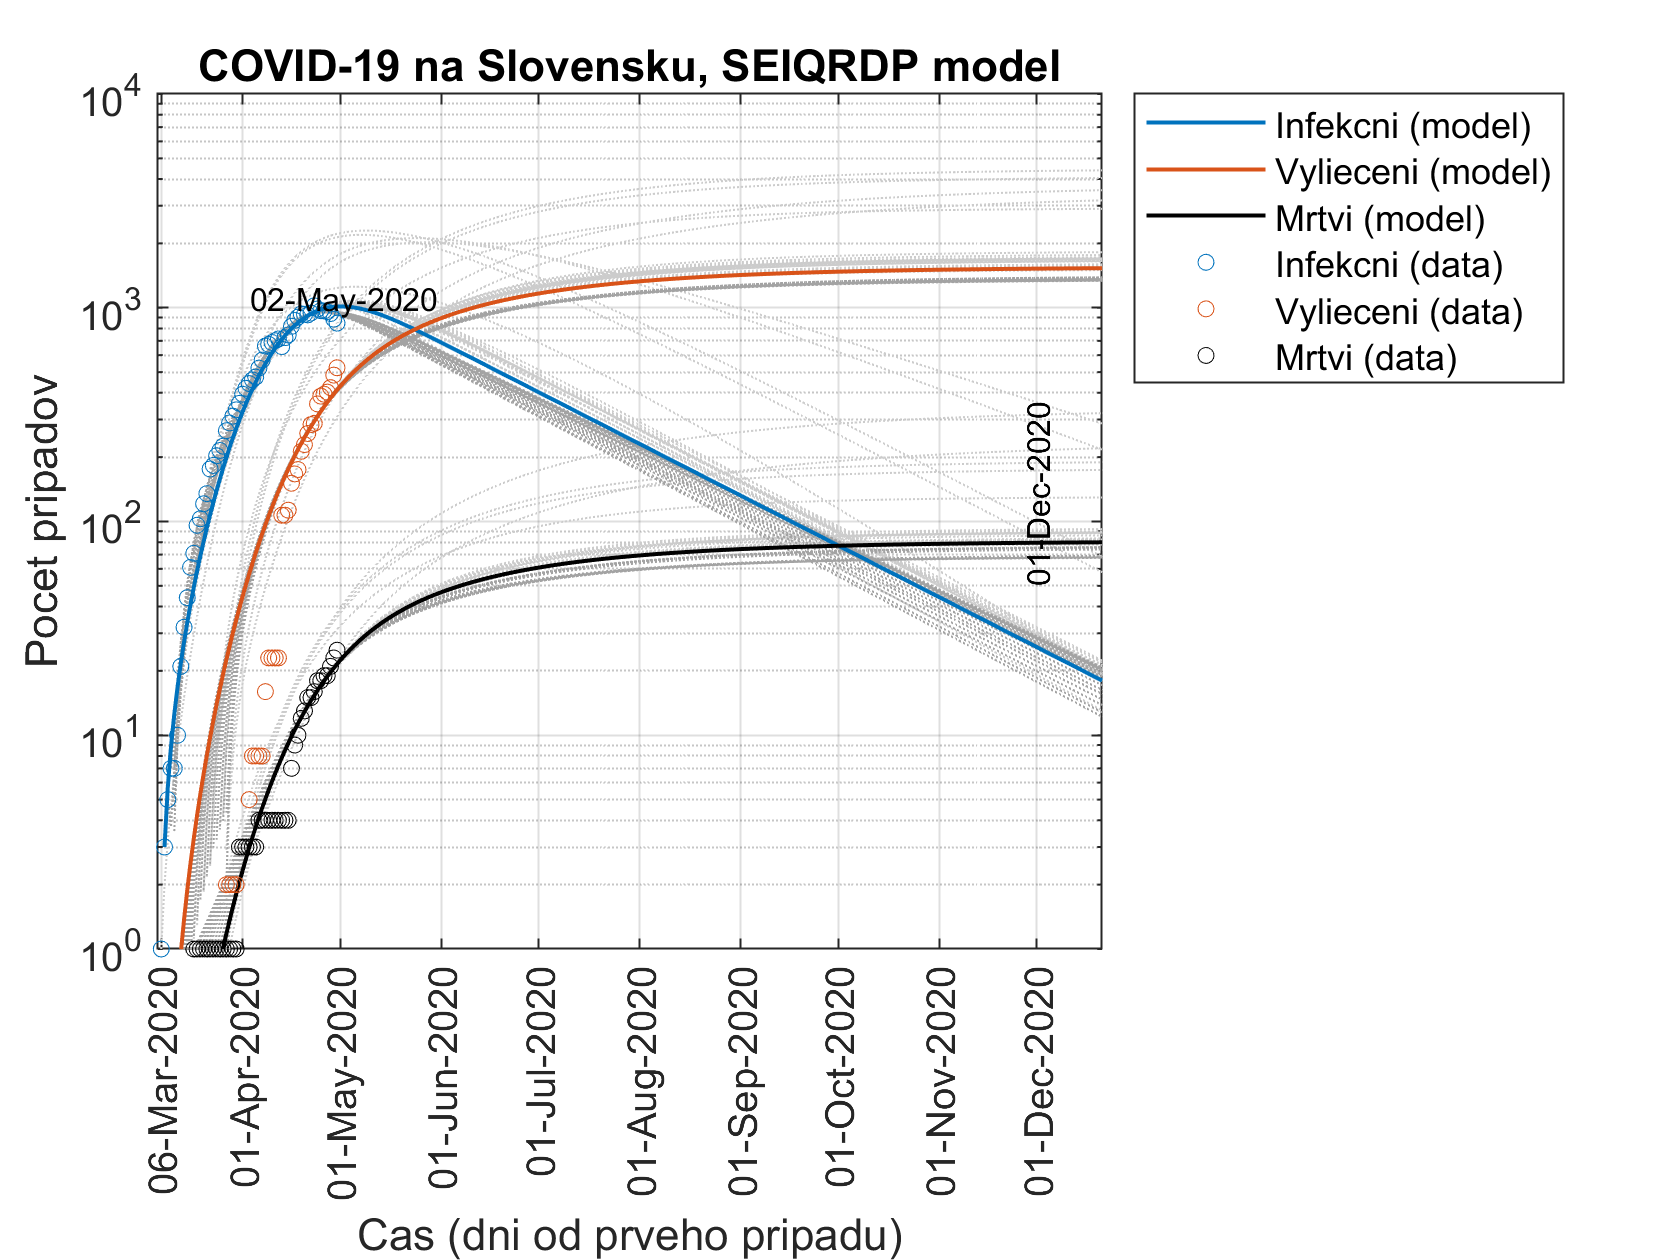 COVID-19 na Slovensku, SEIQRDP model
10^4
10^3
10^2
10^1
10^0
Pocet pripadov
02-May-2020
01-Dec-2020
06-Mar-2020
01-Apr-2020
01-May-2020
01-Jun-2020
01-Jul-2020
01-Aug-2020
01-Sep-2020
01-Oct-2020
01-Nov-2020
01-Dec-2020
Cas (dni od prveho pripadu)
Infekcni (model)
Vylieceni (model)
Mrtvi (model)
Infekcni (data)
Vylieceni (data)
Mrtvi (data)